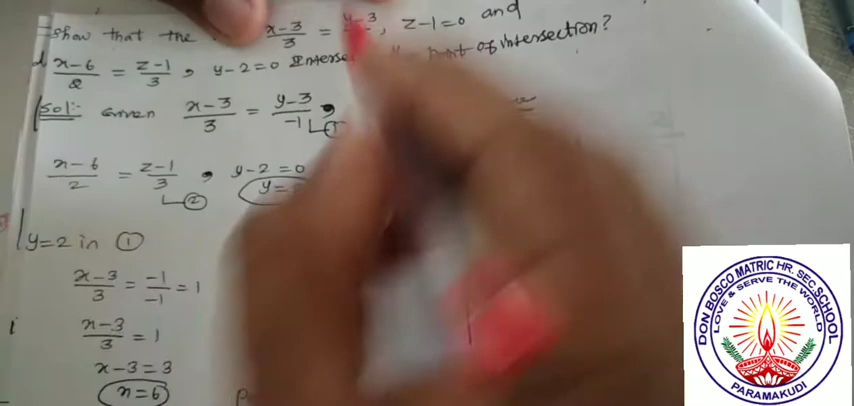 Show that the x-3/3 = y-3, z-1=0 and
x-6/2 = z-1/3, y-2=0 of intersection?
Sol:- Given x-3/3 = y-3/-1, ①
x-6/2 = z-1/3, y-2=0
② y=
y=2 in ①
x-3/3 = -1/-1 = 1
x-3/3 = 1
x-3=3
x=6
DON BOSCO MATRIC HR. SEC. SCHOOL
LOVE & SERVE THE WORLD
PARAMAKUDI